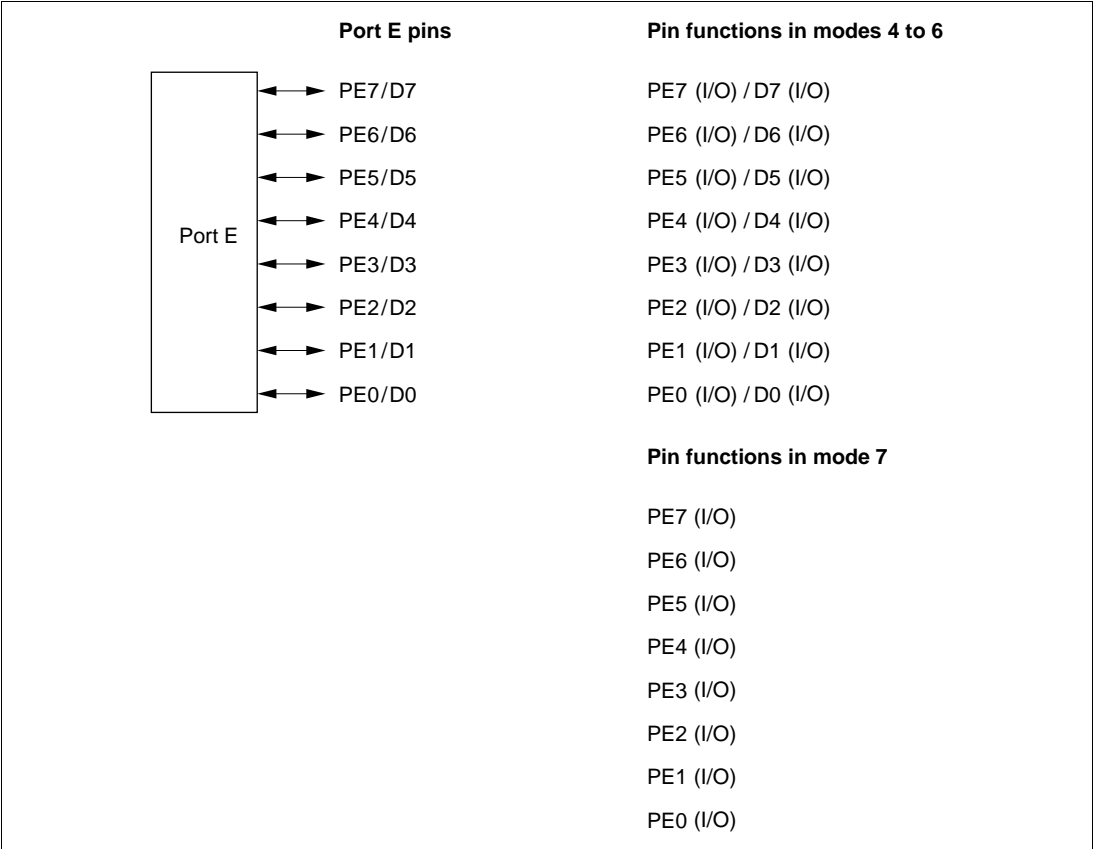 Port E pins Pin functions in modes 4 to 6
PE7/D7 PE7 (I/O) / D7 (I/O)
PE6/D6 PE6 (I/O) / D6 (I/O)
PE5/D5 PE5 (I/O) / D5 (I/O)
PE4/D4 PE4 (I/O) / D4 (I/O)
Port E
PE3/D3 PE3 (I/O) / D3 (I/O)
PE2/D2 PE2 (I/O) / D2 (I/O)
PE1/D1 PE1 (I/O) / D1 (I/O)
PE0/D0 PE0 (I/O) / D0 (I/O)
Pin functions in mode 7
PE7 (I/O)
PE6 (I/O)
PE5 (I/O)
PE4 (I/O)
PE3 (I/O)
PE2 (I/O)
PE1 (I/O)
PE0 (I/O)